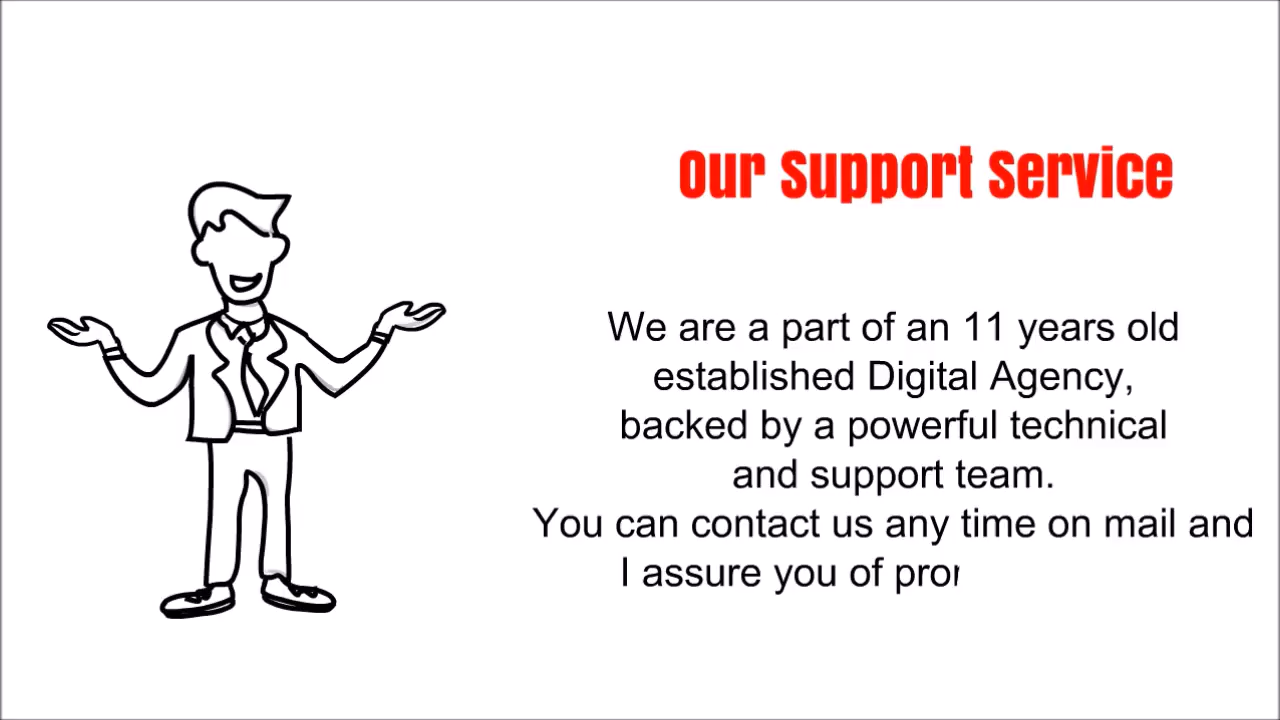 Our Support Service
We are a part of an 11 years old
established Digital Agency,
backed by a powerful technical
and support team.
You can contact us any time on mail and
I assure you of